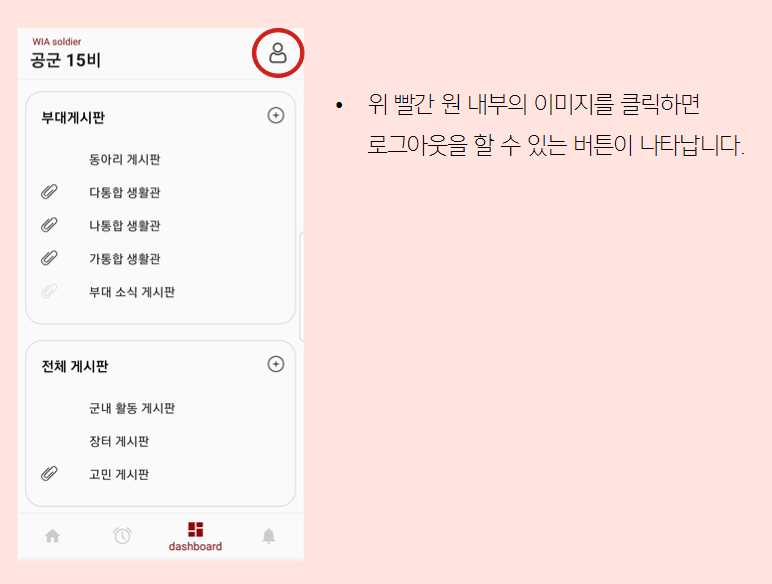 WIA soldier
공군 15비
부대게시판
동아리 게시판
다통합 생활관
나통합 생활관
가통합 생활관
부대 소식 게시판
전체 게시판
군내 활동 게시판
장터 게시판
고민 게시판
dashboard
• 위 빨간 원 내부의 이미지를 클릭하면
로그아웃을 할 수 있는 버튼이 나타납니다.